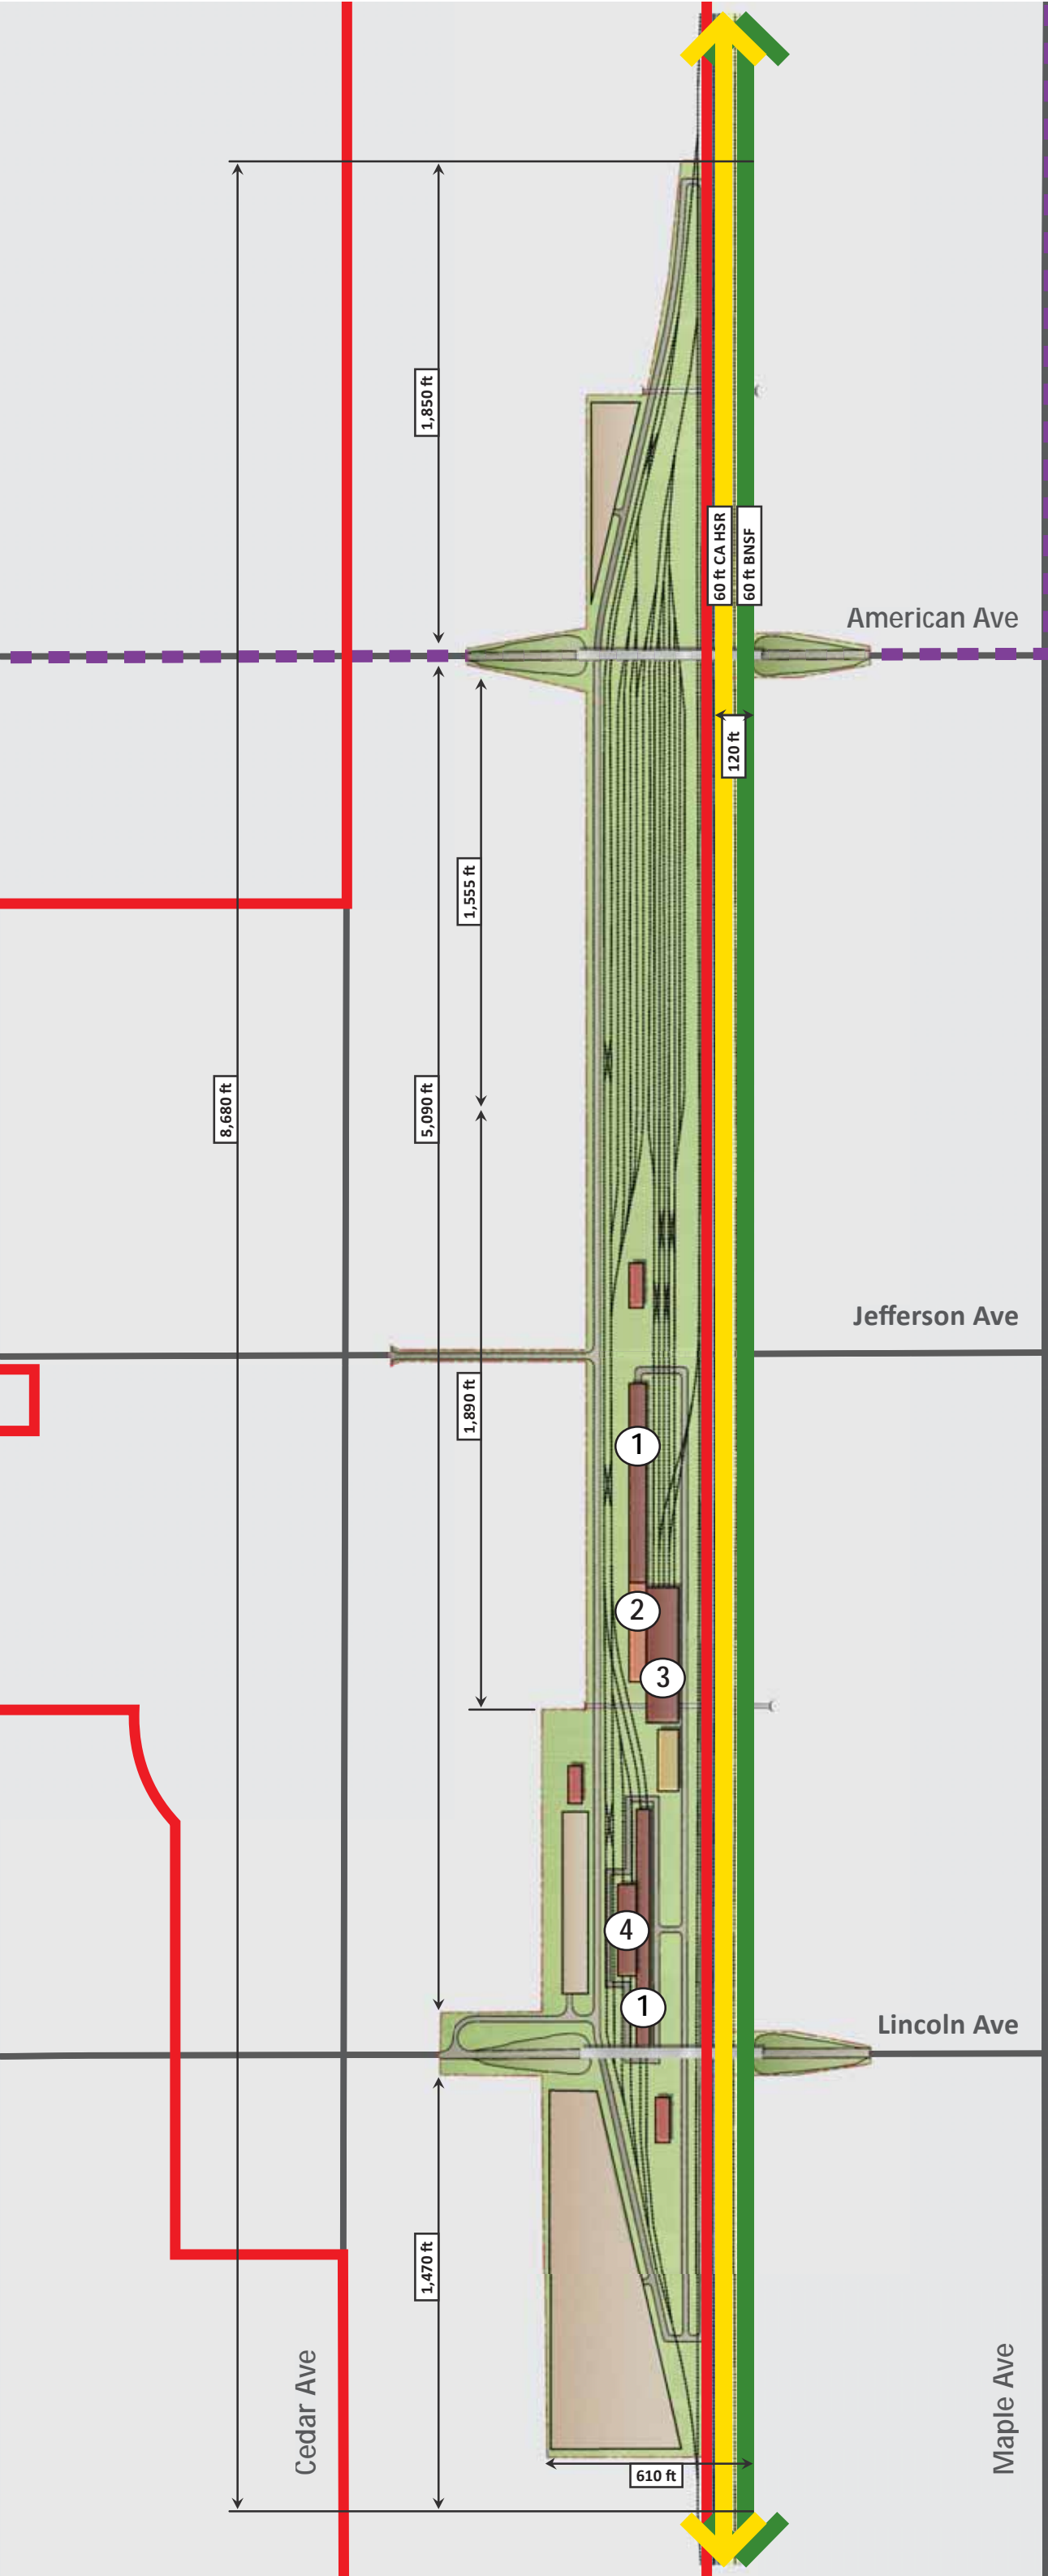 1,850 ft
60 ft CA HSR
60 ft BNSF
American Ave
120 ft
1,555 ft
8,680 ft
5,090 ft
Jefferson Ave
1,890 ft
1
2
3
4
1
Lincoln Ave
1,470 ft
Cedar Ave
Maple Ave
610 ft